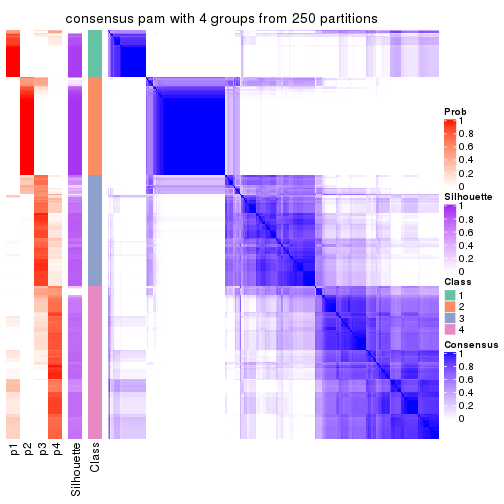 consensus pam with 4 groups from 250 partitions
Prob
1
0.8
0.6
0.4
0.2
0
Silhouette
1
0.8
0.6
0.4
0.2
0
Class
1
2
3
4
Consensus
1
0.8
0.6
0.4
0.2
0
p1
p2
p3
p4
Silhouette
Class